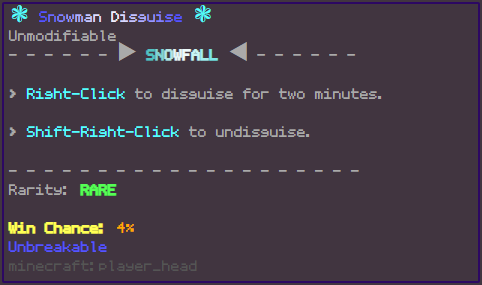 ❃ Snowman Disguise ❃
Unmodifiable
- - - - - - ▶ SNOWFALL ◀ - - - - - -
> Right-Click to disguise for two minutes.
> Shift-Right-Click to undisguise.
- - - - - - - - - - - - - - - - - - - - -
Rarity: RARE
Win Chance: 4%
Unbreakable
minecraft:player_head